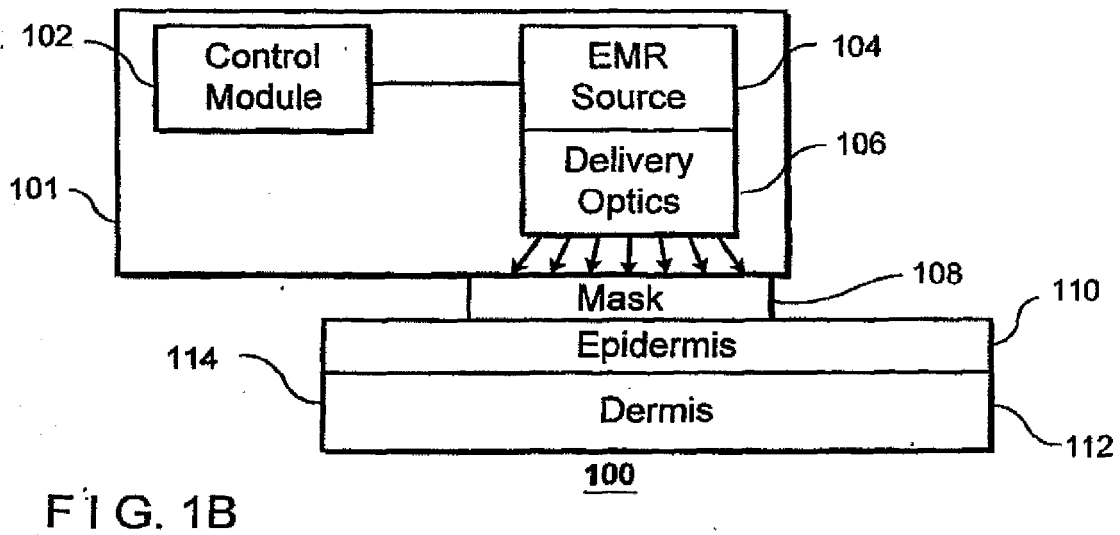 102
Control
Module
EMR
Source
104
Delivery
Optics
106
101
Mask
108
110
Epidermis
114
Dermis
112
100
FIG. 1B